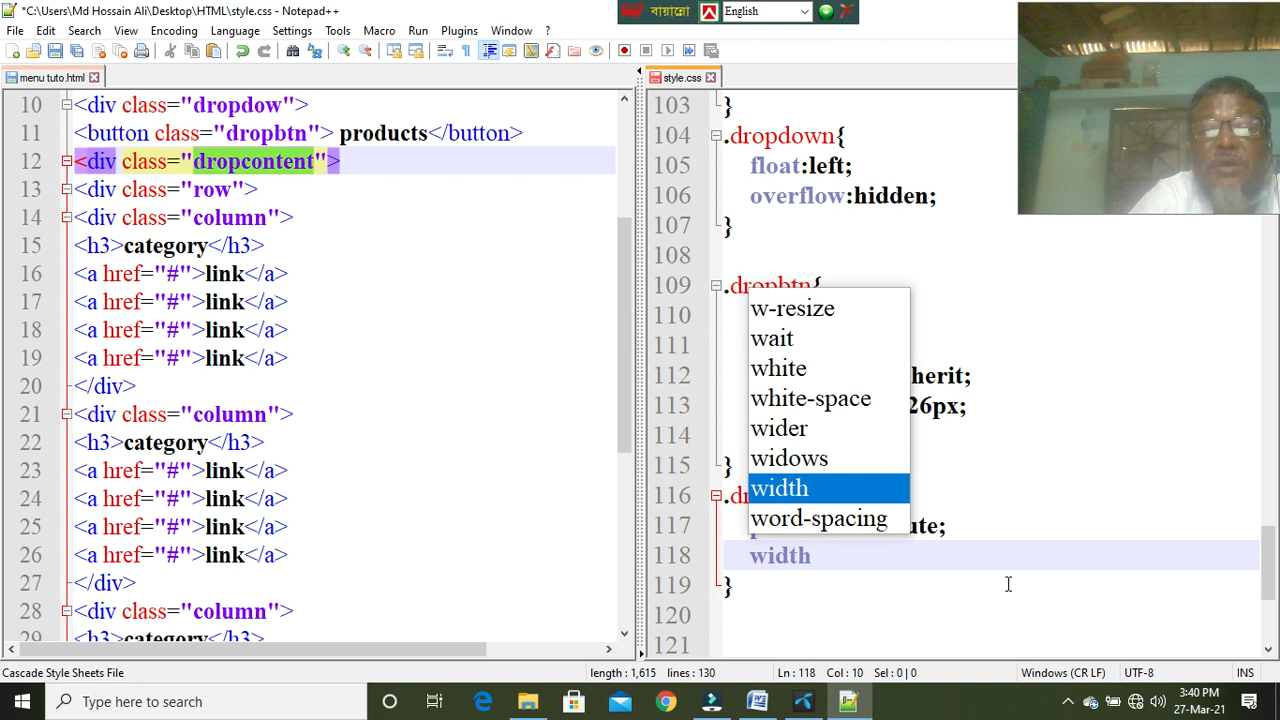 *C:\Users\Md Hossain Ali\Desktop\HTML\style.css - Notepad++
বায়ান্নো English
File Edit Search View Encoding Language Settings Tools Macro Run Plugins Window ?
menu tuto.html
style.css
10 <div class="dropdow">
11 <button class="dropbtn"> products</button>
12 <div class="dropcontent">
13 <div class="row">
14 <div class="column">
15 <h3>category</h3>
16 <a href="#">link</a>
17 <a href="#">link</a>
18 <a href="#">link</a>
19 <a href="#">link</a>
20 </div>
21 <div class="column">
22 <h3>category</h3>
23 <a href="#">link</a>
24 <a href="#">link</a>
25 <a href="#">link</a>
26 <a href="#">link</a>
27 </div>
28 <div class="column">
29 <h3>category</h3>
103 }
104 .dropdown{
105 float:left;
106 overflow:hidden;
107 }
108
109 .dropbtn{
110
111
112 herit;
113 26px;
114
115 }
116 .d
117 ute;
118 width
119 }
120
121
w-resize
wait
white
white-space
wider
widows
width
word-spacing
Cascade Style Sheets File length : 1,615 lines : 130 Ln : 118 Col : 10 Sel : 0 | 0 Windows (CR LF) UTF-8 INS
Type here to search
3:40 PM
27-Mar-21